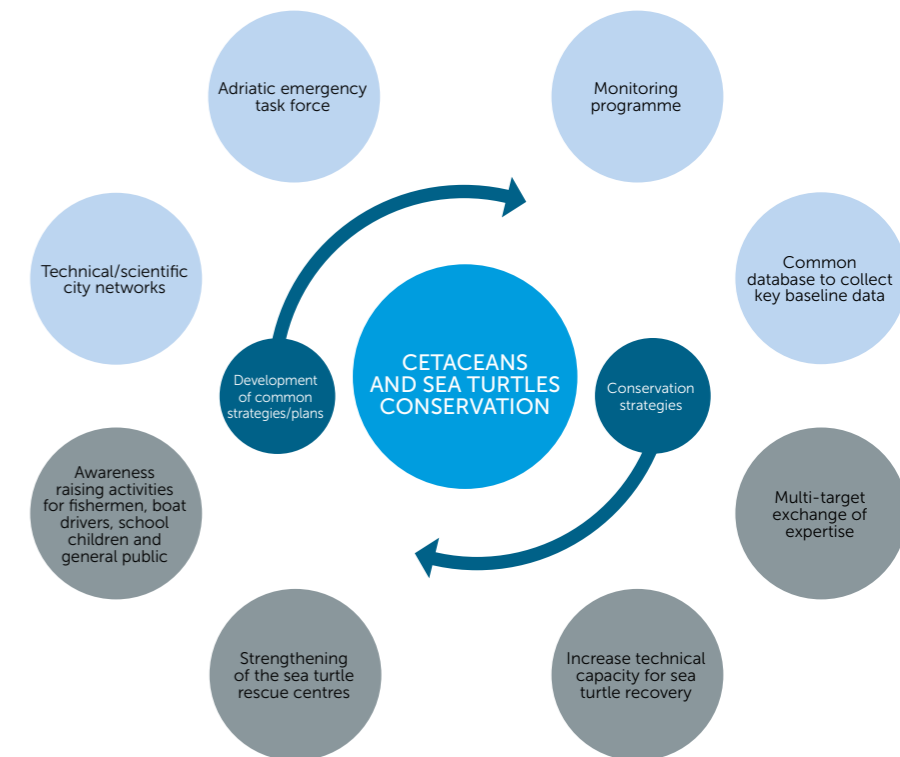 Adriatic emergency
task force
Monitoring
programme
Technical/scientific
city networks
Common
database to collect
key baseline data
Development
of common
strategies/plans
CETACEANS
AND SEA TURTLES
CONSERVATION
Conservation
strategies
Awareness
raising activities
for fishermen, boat
drivers, school
children and
general public
Multi-target
exchange of
expertise
Strengthening
of the sea turtle
rescue centres
Increase technical
capacity for sea
turtle recovery